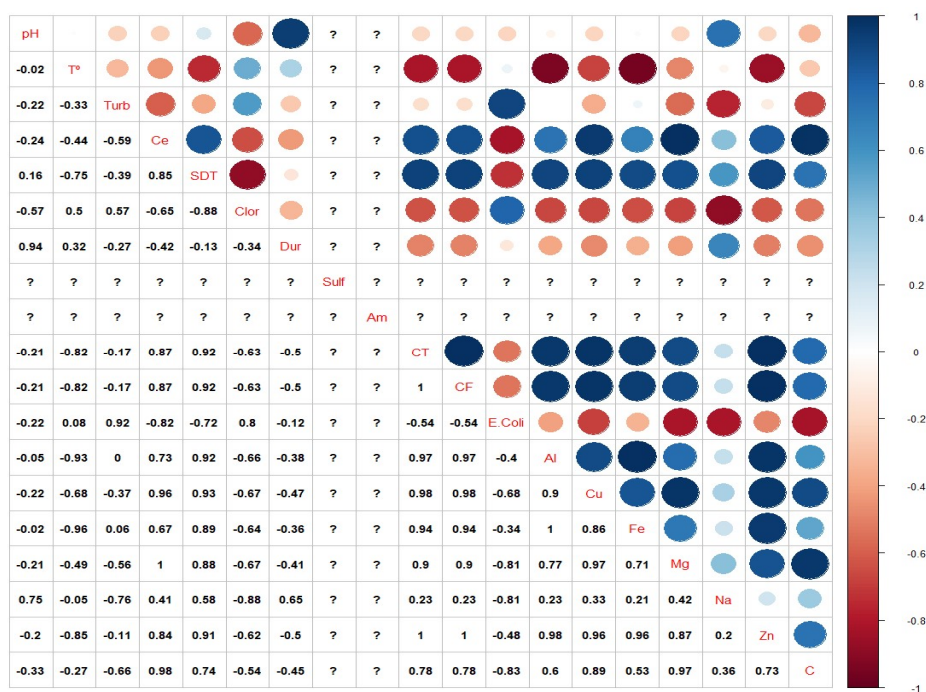 pH ? ? 1
-0.02 Tº ? ? 0.8
-0.22 -0.33 Turb ? ?
-0.24 -0.44 -0.59 Ce ? ? 0.6
0.16 -0.75 -0.39 0.85 SDT ? ?
-0.57 0.5 0.57 -0.65 -0.88 Clor ? ? 0.4
0.94 0.32 -0.27 -0.42 -0.13 -0.34 Dur ? ? 0.2
? ? ? ? ? ? ? Sulf ? ? ? ? ? ? ? ? ? ? ?
? ? ? ? ? ? ? ? Am ? ? ? ? ? ? ? ? ? ?
-0.21 -0.82 -0.17 0.87 0.92 -0.63 -0.5 ? ? CT 0
-0.21 -0.82 -0.17 0.87 0.92 -0.63 -0.5 ? ? 1 CF -0.2
-0.22 0.08 0.92 -0.82 -0.72 0.8 -0.12 ? ? -0.54 -0.54 E.Coli
-0.05 -0.93 0 0.73 0.92 -0.66 -0.38 ? ? 0.97 0.97 -0.4 Al -0.4
-0.22 -0.68 -0.37 0.96 0.93 -0.67 -0.47 ? ? 0.98 0.98 -0.68 0.9 Cu
-0.02 -0.96 0.06 0.67 0.89 -0.64 -0.36 ? ? 0.94 0.94 -0.34 1 0.86 Fe -0.6
-0.21 -0.49 -0.56 1 0.88 -0.67 -0.41 ? ? 0.9 0.9 -0.81 0.77 0.97 0.71 Mg
0.75 -0.05 -0.76 0.41 0.58 -0.88 0.65 ? ? 0.23 0.23 -0.81 0.23 0.33 0.21 0.42 Na
-0.2 -0.85 -0.11 0.84 0.91 -0.62 -0.5 ? ? 1 1 -0.48 0.98 0.96 0.96 0.87 0.2 Zn -0.8
-0.33 -0.27 -0.66 0.98 0.74 -0.54 -0.45 ? ? 0.78 0.78 -0.83 0.6 0.89 0.53 0.97 0.36 0.73 C -1